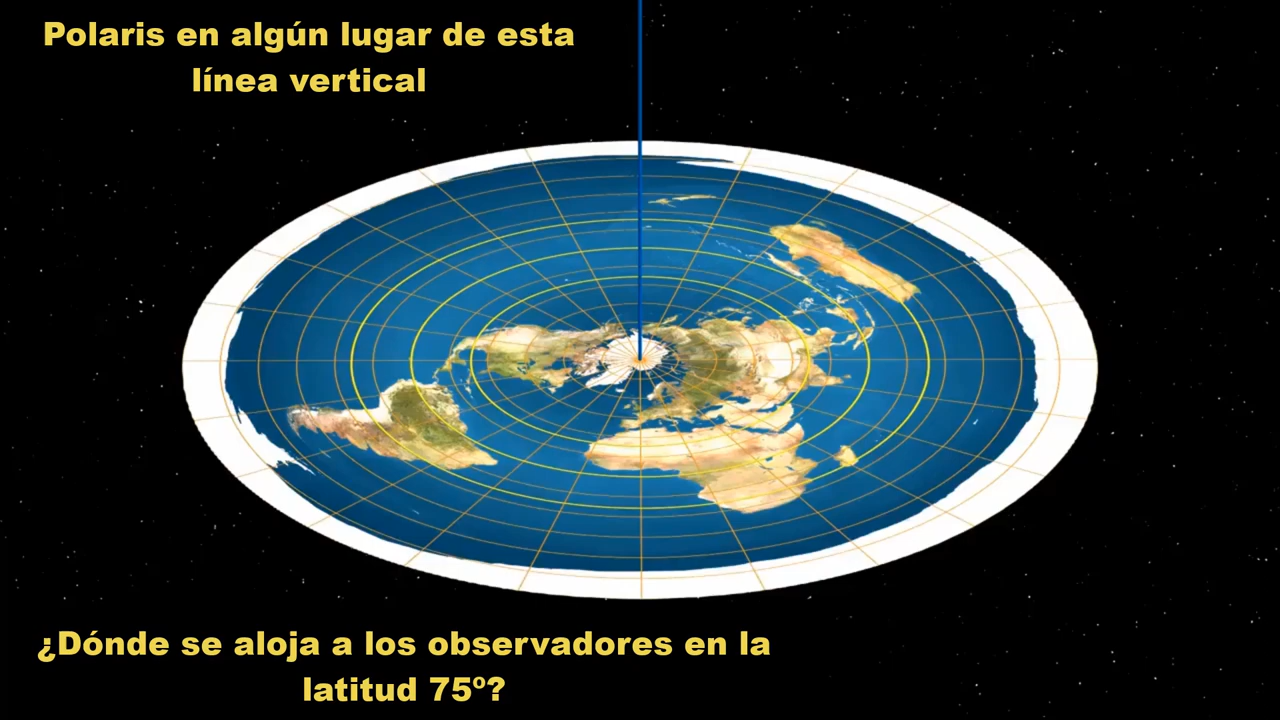 Polaris en algún lugar de esta
línea vertical
¿Dónde se aloja a los observadores en la
latitud 75º?